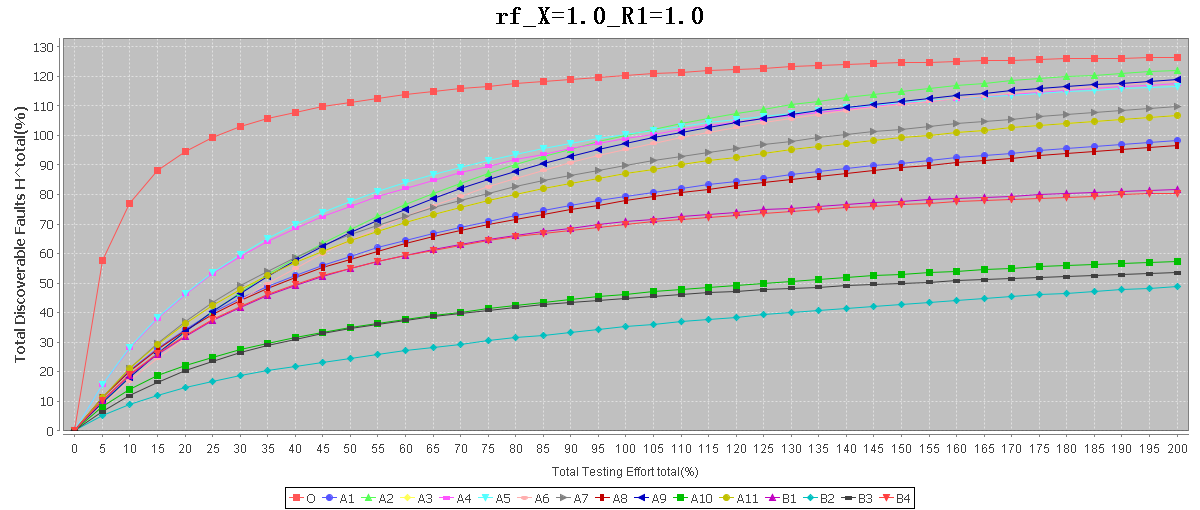 rf_X=1.0_R1=1.0
Total Discoverable Faults H^total(%)
130
120
110
100
90
80
70
60
50
40
30
20
10
0
0 5 10 15 20 25 30 35 40 45 50 55 60 65 70 75 80 85 90 95 100 105 110 115 120 125 130 135 140 145 150 155 160 165 170 175 180 185 190 195 200
Total Testing Effort total(%)
O A1 A2 A3 A4 A5 A6 A7 A8 A9 A10 A11 B1 B2 B3 B4